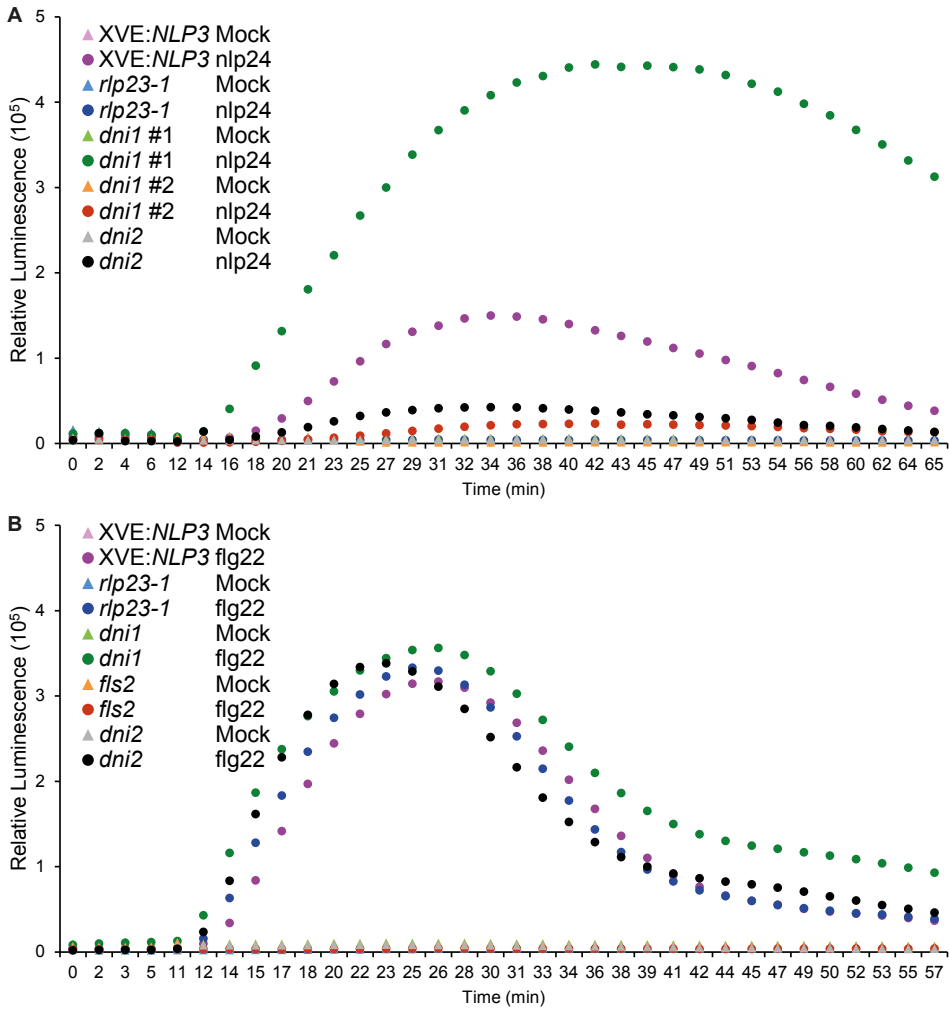 A
5
XVE:NLP3 Mock
XVE:NLP3 nlp24
rlp23-1 Mock
rlp23-1 nlp24
dni1 #1 Mock
dni1 #1 nlp24
dni1 #2 Mock
dni1 #2 nlp24
dni2 Mock
dni2 nlp24
4
3
2
1
0
Relative Luminescence (10⁵)
0 2 4 6 12 14 16 18 20 21 23 25 27 29 31 32 34 36 38 40 42 43 45 47 49 51 53 54 56 58 60 62 64 65
Time (min)
B
5
XVE:NLP3 Mock
XVE:NLP3 flg22
rlp23-1 Mock
rlp23-1 flg22
dni1 Mock
dni1 flg22
fls2 Mock
fls2 flg22
dni2 Mock
dni2 flg22
4
3
2
1
0
Relative Luminescence (10⁵)
0 2 3 5 11 12 14 15 17 18 20 22 23 25 26 28 30 31 33 34 36 38 39 41 42 44 45 47 49 50 52 53 55 57
Time (min)